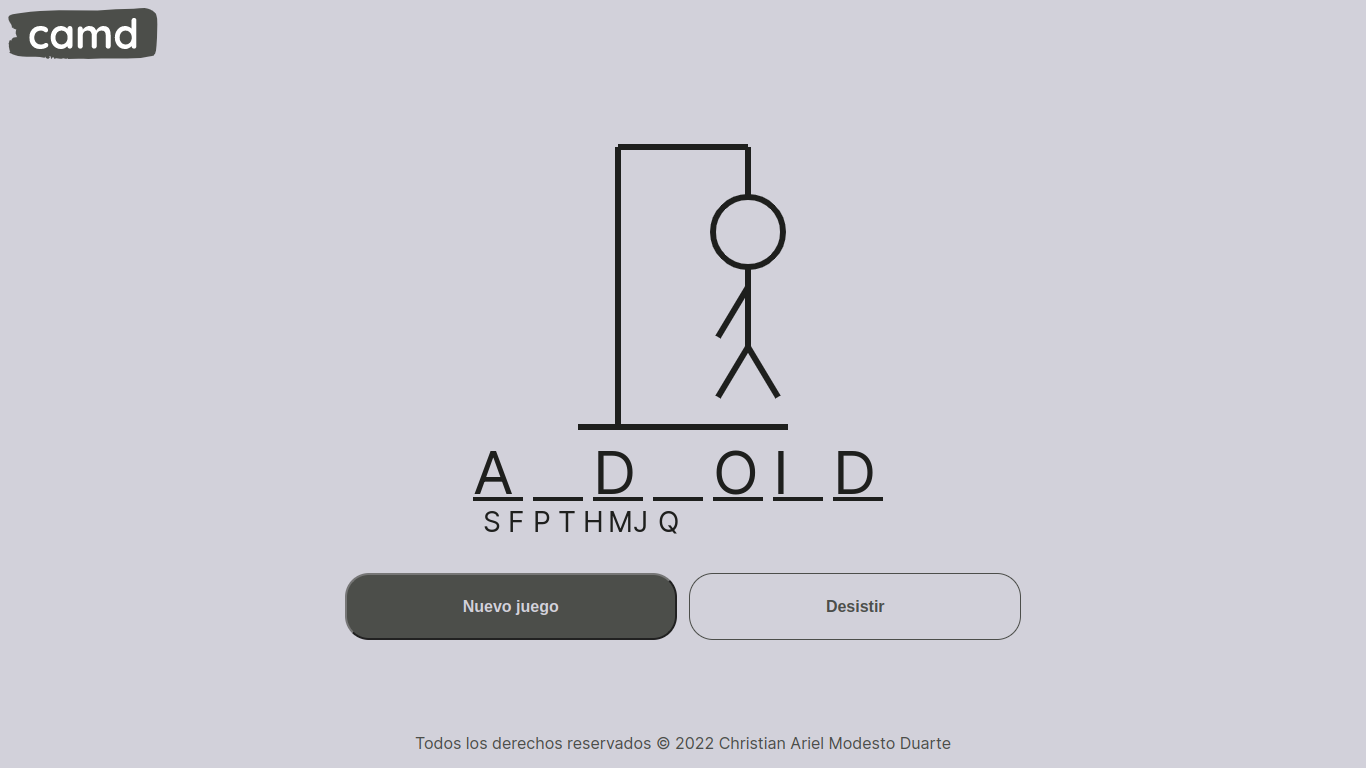 camd
A _ D _ O I D
S F P T H M J Q
Nuevo juego
Desistir
Todos los derechos reservados © 2022 Christian Ariel Modesto Duarte